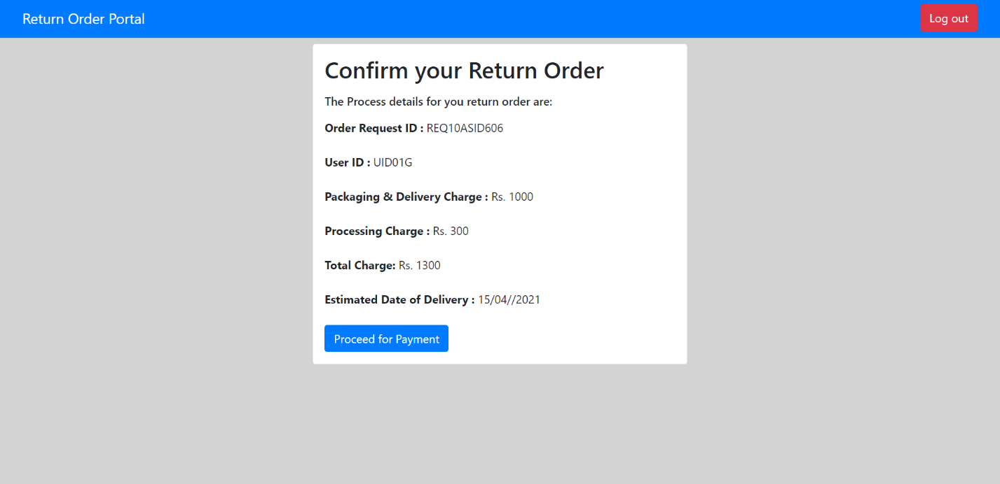 Return Order Portal
Log out
Confirm your Return Order
The Process details for you return order are:
Order Request ID : REQ10ASID606
User ID : UID01G
Packaging & Delivery Charge : Rs. 1000
Processing Charge : Rs. 300
Total Charge: Rs. 1300
Estimated Date of Delivery : 15/04//2021
Proceed for Payment